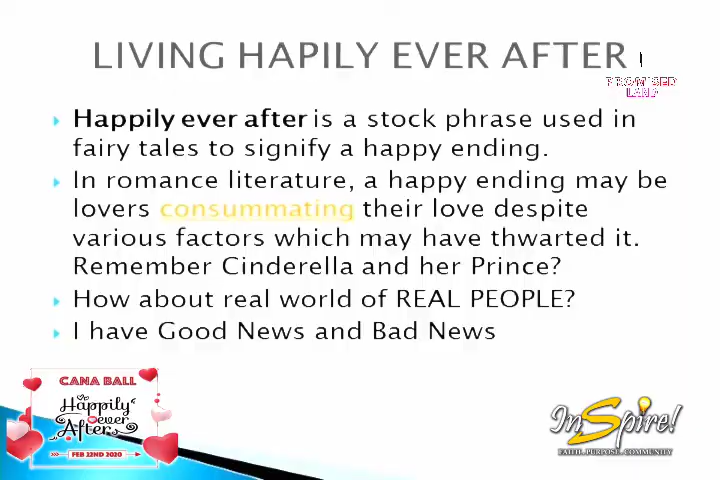 LIVING HAPILY EVER AFTER
PROMISED
LAND
Happily ever after is a stock phrase used in
fairy tales to signify a happy ending.
In romance literature, a happy ending may be
lovers consummating their love despite
various factors which may have thwarted it.
Remember Cinderella and her Prince?
How about real world of REAL PEOPLE?
I have Good News and Bad News
CANA BALL
Happily
ever
After
FEB 22ND 2020
InSpire!
FAITH..PURPOSE..COMMUNITY